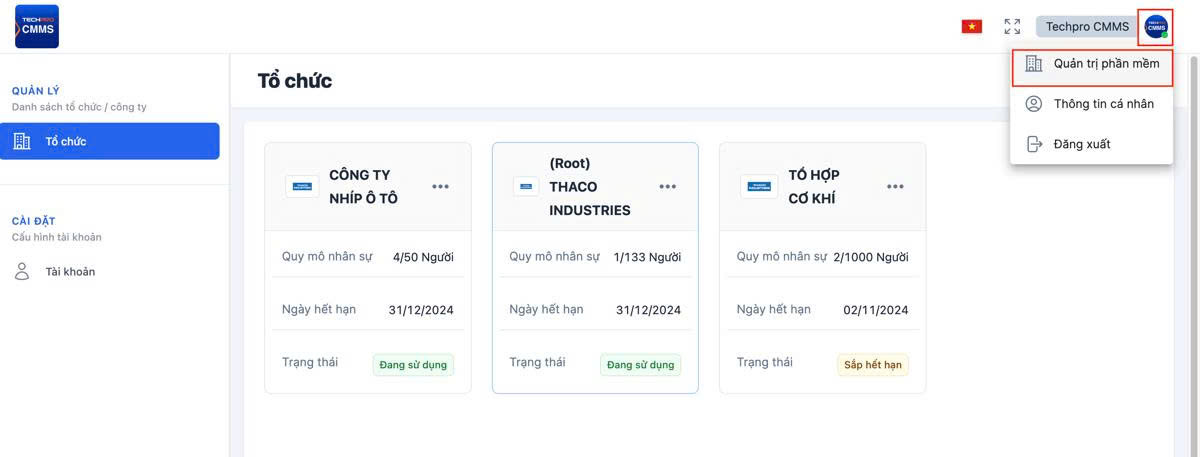 TECHPRO
CMMS
Techpro CMMS
TECHPRO
CMMS
Quản trị phần mềm
Thông tin cá nhân
Đăng xuất
QUẢN LÝ
Danh sách tổ chức / công ty
Tổ chức
CÀI ĐẶT
Cấu hình tài khoản
Tài khoản
Tổ chức
CÔNG TY
NHÍP Ô TÔ
Quy mô nhân sự 4/50 Người
Ngày hết hạn 31/12/2024
Trạng thái Đang sử dụng
(Root)
THACO
INDUSTRIES
Quy mô nhân sự 1/133 Người
Ngày hết hạn 31/12/2024
Trạng thái Đang sử dụng
TỔ HỢP
CƠ KHÍ
Quy mô nhân sự 2/1000 Người
Ngày hết hạn 02/11/2024
Trạng thái Sắp hết hạn